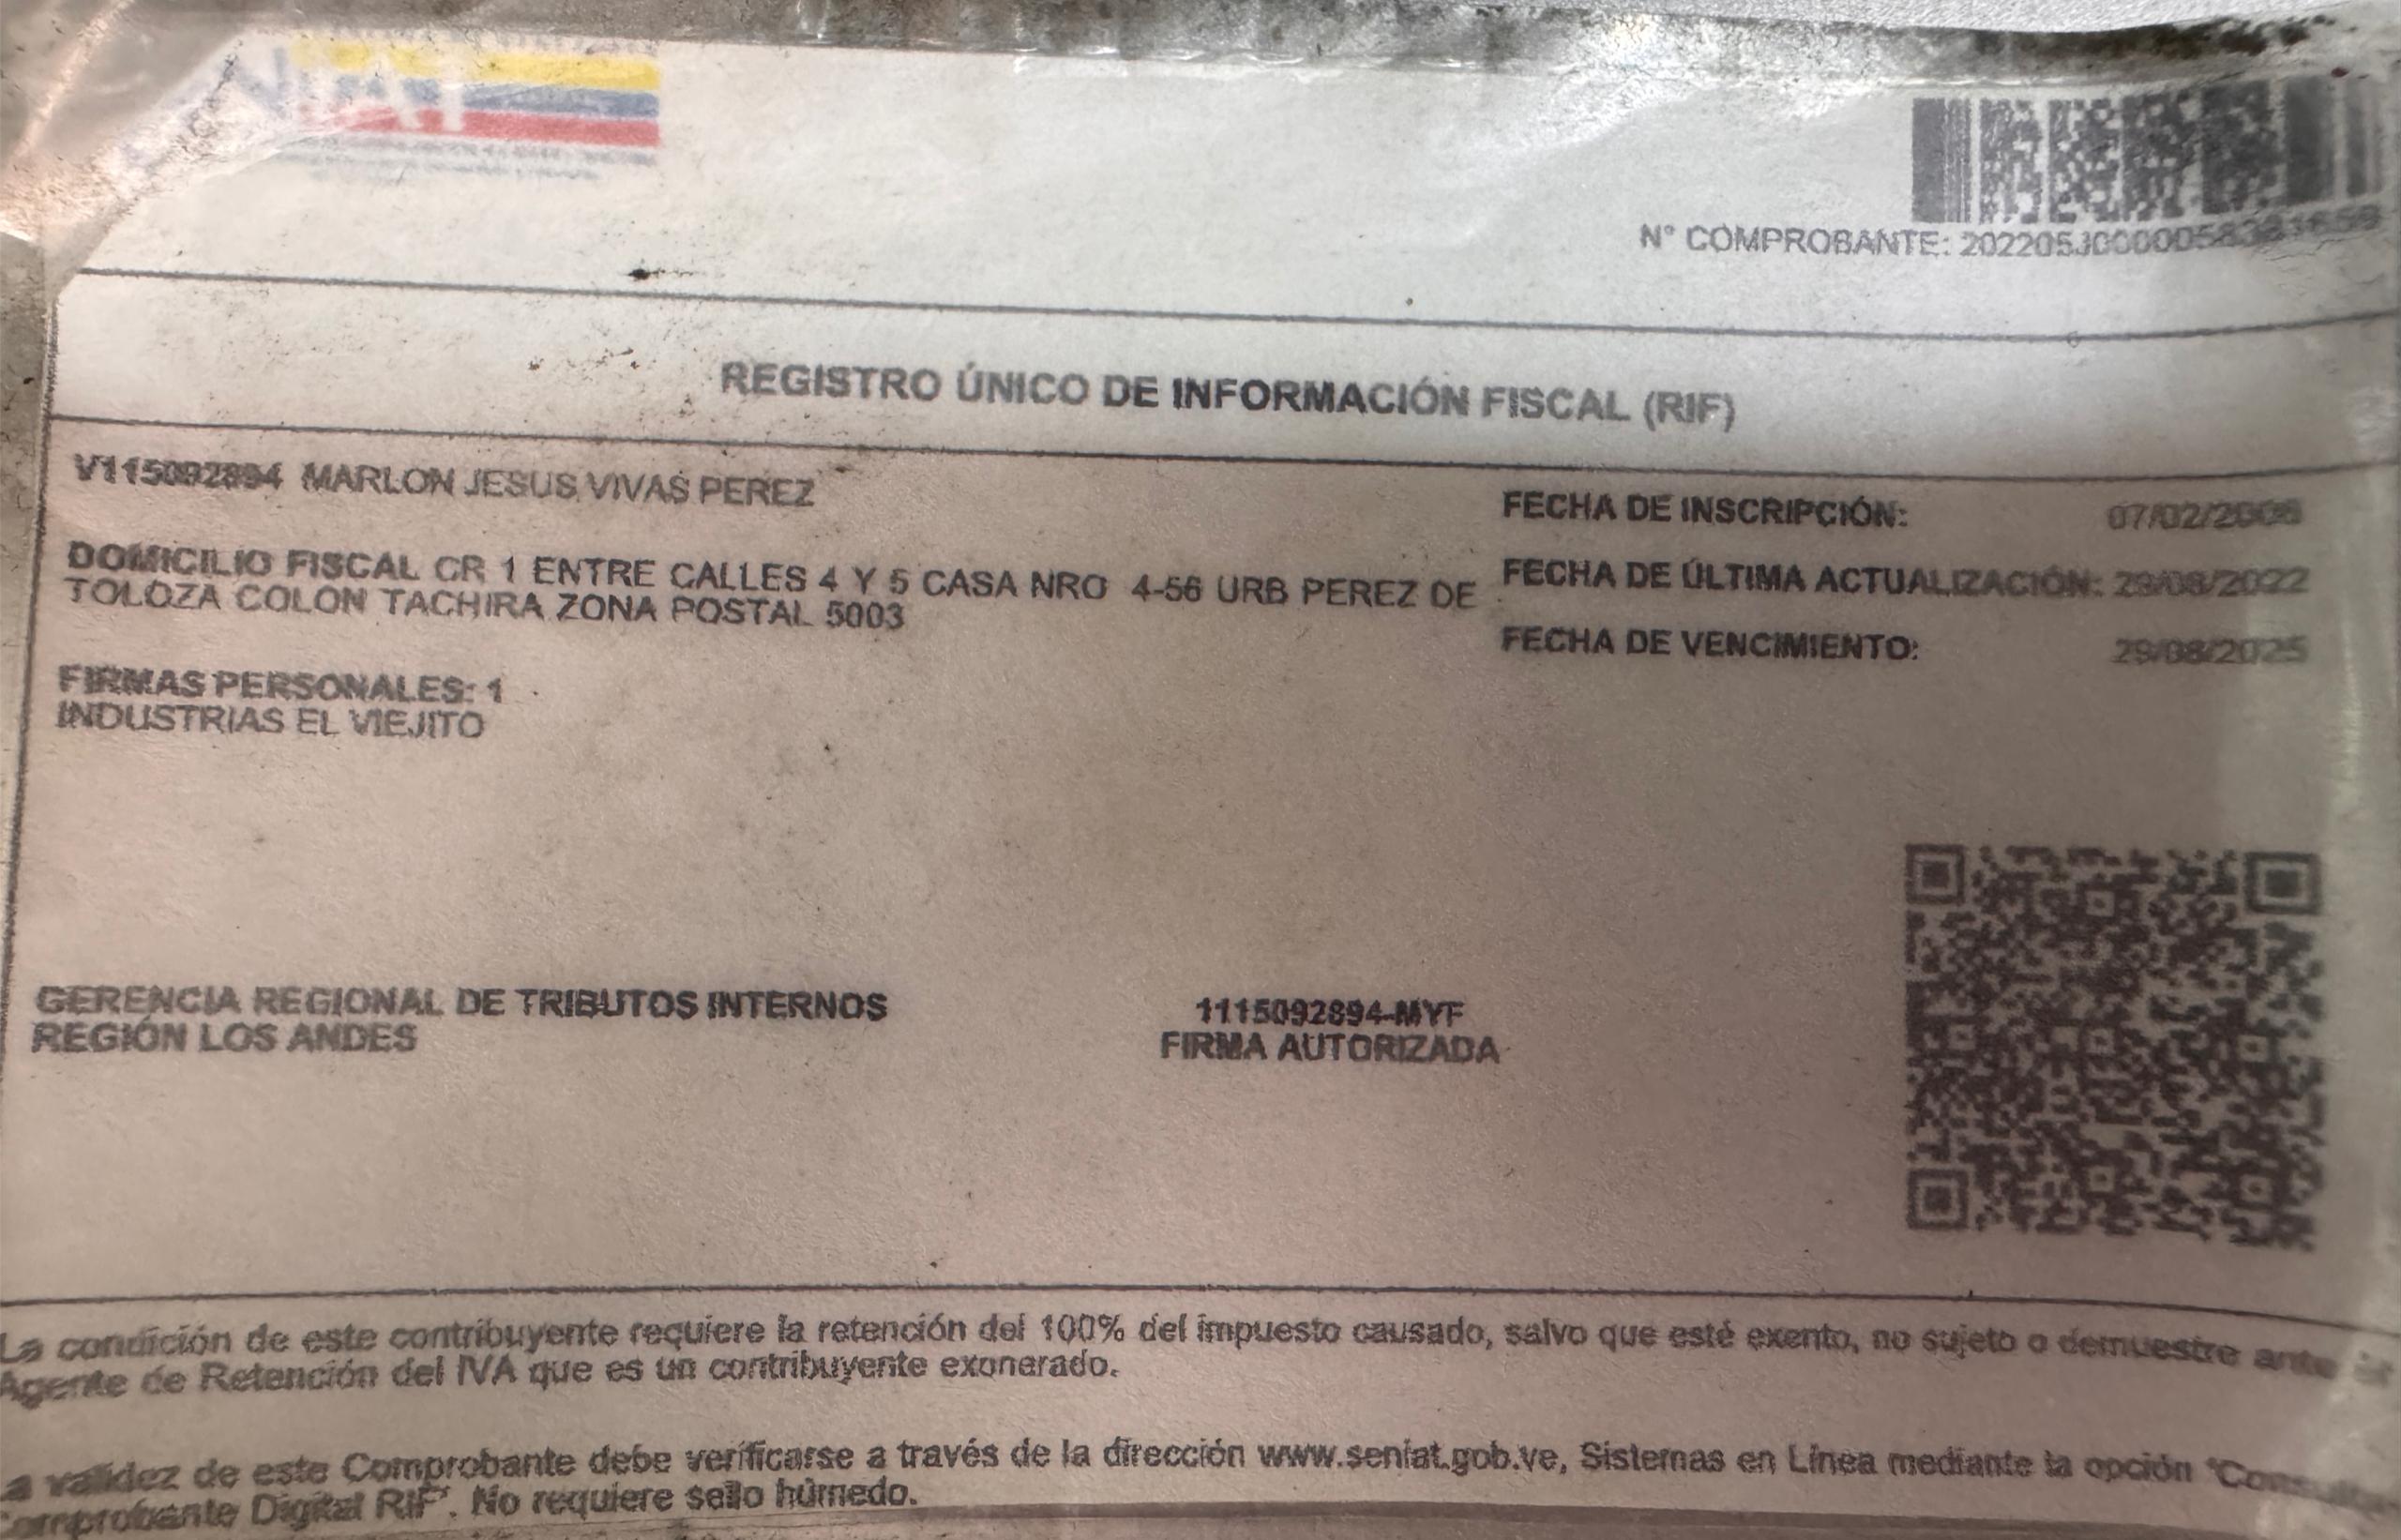 N° COMPROBANTE:
REGISTRO ÚNICO DE INFORMACIÓN FISCAL (RIF)
V115092894 MARLON JESUS VIVAS PEREZ
FECHA DE INSCRIPCIÓN:
DOMICILIO FISCAL CR 1 ENTRE CALLES 4 Y 5 CASA NRO 4-56 URB PEREZ DE
TOLOZA COLON TACHIRA ZONA POSTAL 5003
FECHA DE ÚLTIMA ACTUALIZACIÓN: 29/08/2022
FECHA DE VENCIMIENTO: 29/08/2025
FIRMAS PERSONALES: 1
INDUSTRIAS EL VIEJITO
GERENCIA REGIONAL DE TRIBUTOS INTERNOS
REGIÓN LOS ANDES
1115092894-MYF
FIRMA AUTORIZADA
La condición de este contribuyente requiere la retención del 100% del impuesto causado, salvo que esté exento, no sujeto o demuestre ante el
Agente de Retención del IVA que es un contribuyente exonerado.
a validez de este Comprobante debe verificarse a través de la dirección www.seniat.gob.ve, Sistemas en Línea mediante la opción
omprobante Digital RIF". No requiere sello húmedo.